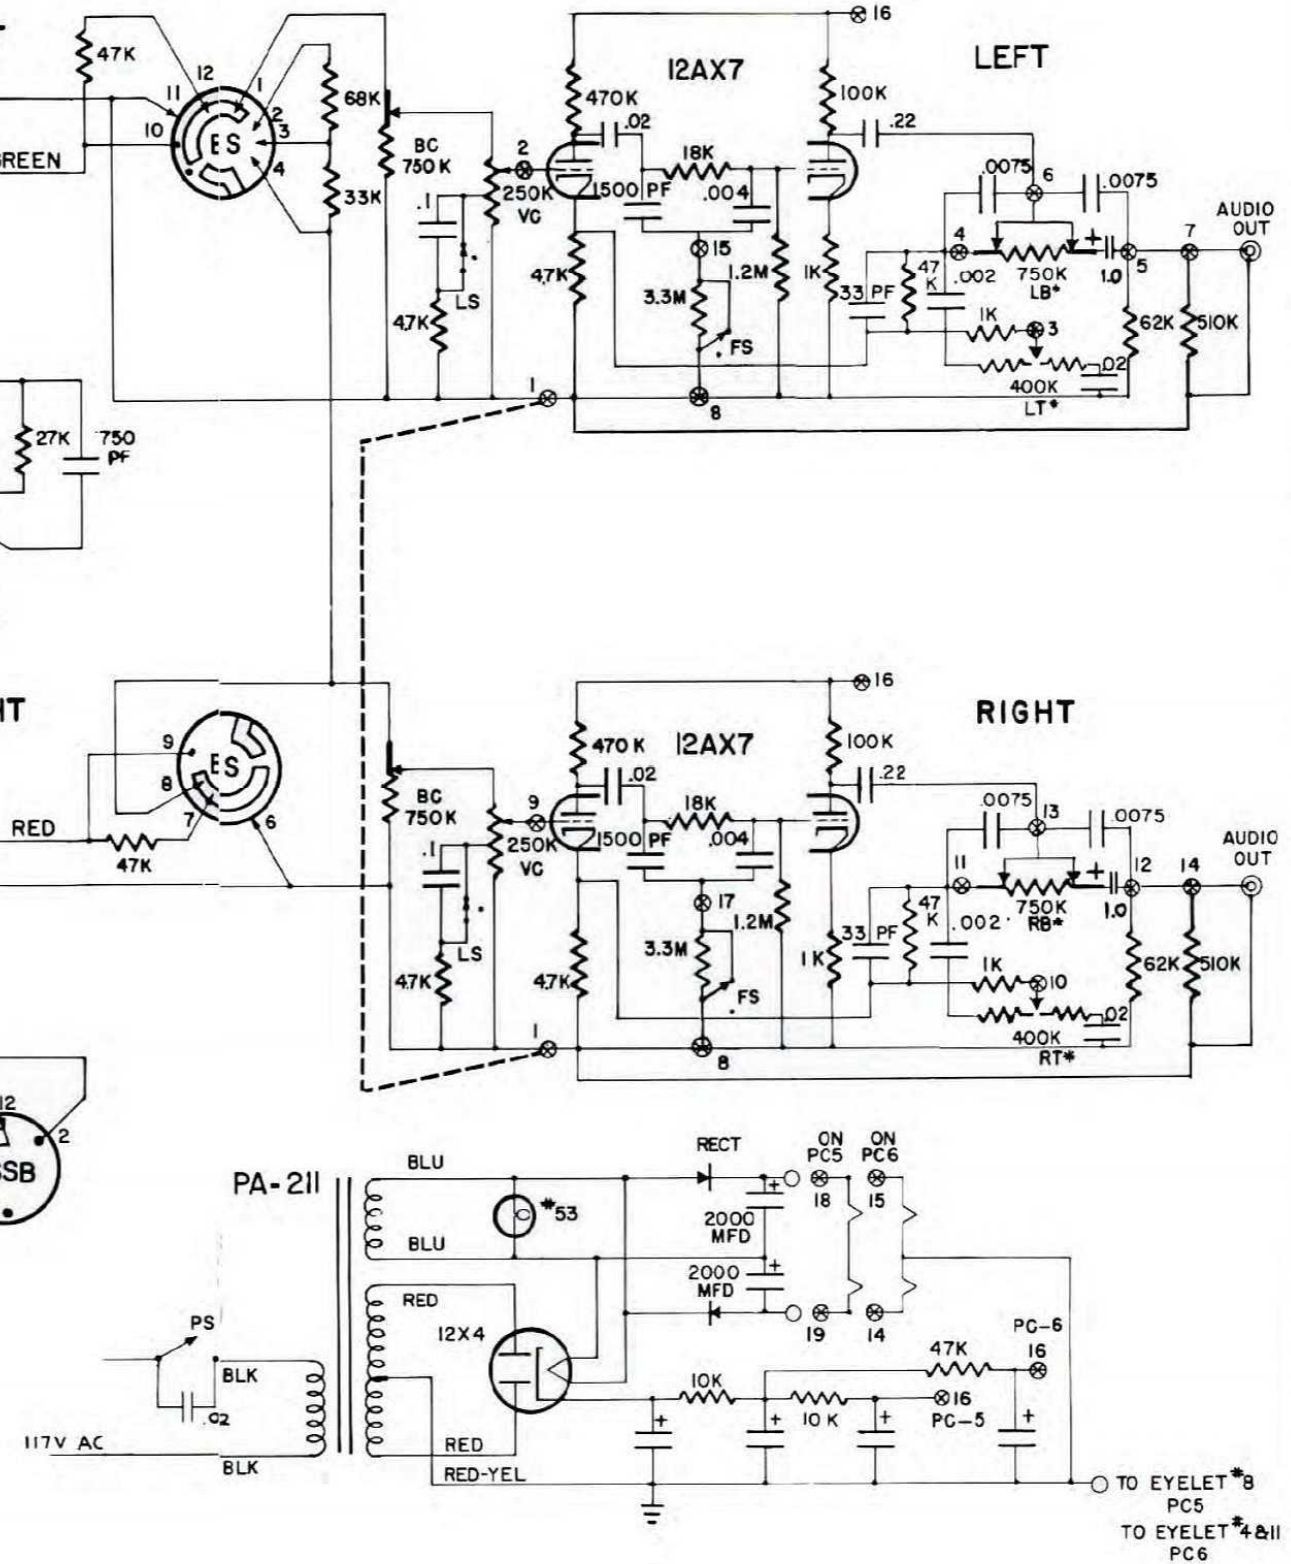 16
LEFT
12AX7
47K
12
1
11
2
68K
3
10
ES
4
GREEN
33K
BC
750K
470K
.02
100K
.22
2
18K
250K
VC
1500 PF
.004
.1
LS
47K
47K
15
1.2M
1K
3.3M
FS
1
8
.0075
6
.0075
4
.002
47
K
33 PF
750K
LB*
+
1.0
5
7
AUDIO
OUT
1K
3
62K
510K
400K
LT*
.02
27K
750
PF
HT
16
RIGHT
12AX7
9
8
ES
7
6
RED
47K
BC
750K
470K
.02
100K
.22
9
18K
250K
VC
1500 PF
.004
.1
LS
47K
47K
17
1.2M
1K
3.3M
FS
1
8
.0075
13
.0075
11
.002
47
K
33 PF
750K
RB*
+
1.0
12
14
AUDIO
OUT
1K
10
62K
510K
400K
RT*
.02
12
2
SSB
PA-211
BLU
RECT
ON
PC5
ON
PC6
*53
+
18
15
2000
MFD
BLU
2000
MFD
+
19
14
RED
12X4
PS
BLK
.02
117V AC
BLK
RED
RED-YEL
10K
10K
47K
PC-6
16
16
PC-5
+
+
+
+
TO EYELET #8
PC5
TO EYELET #4&11
PC6